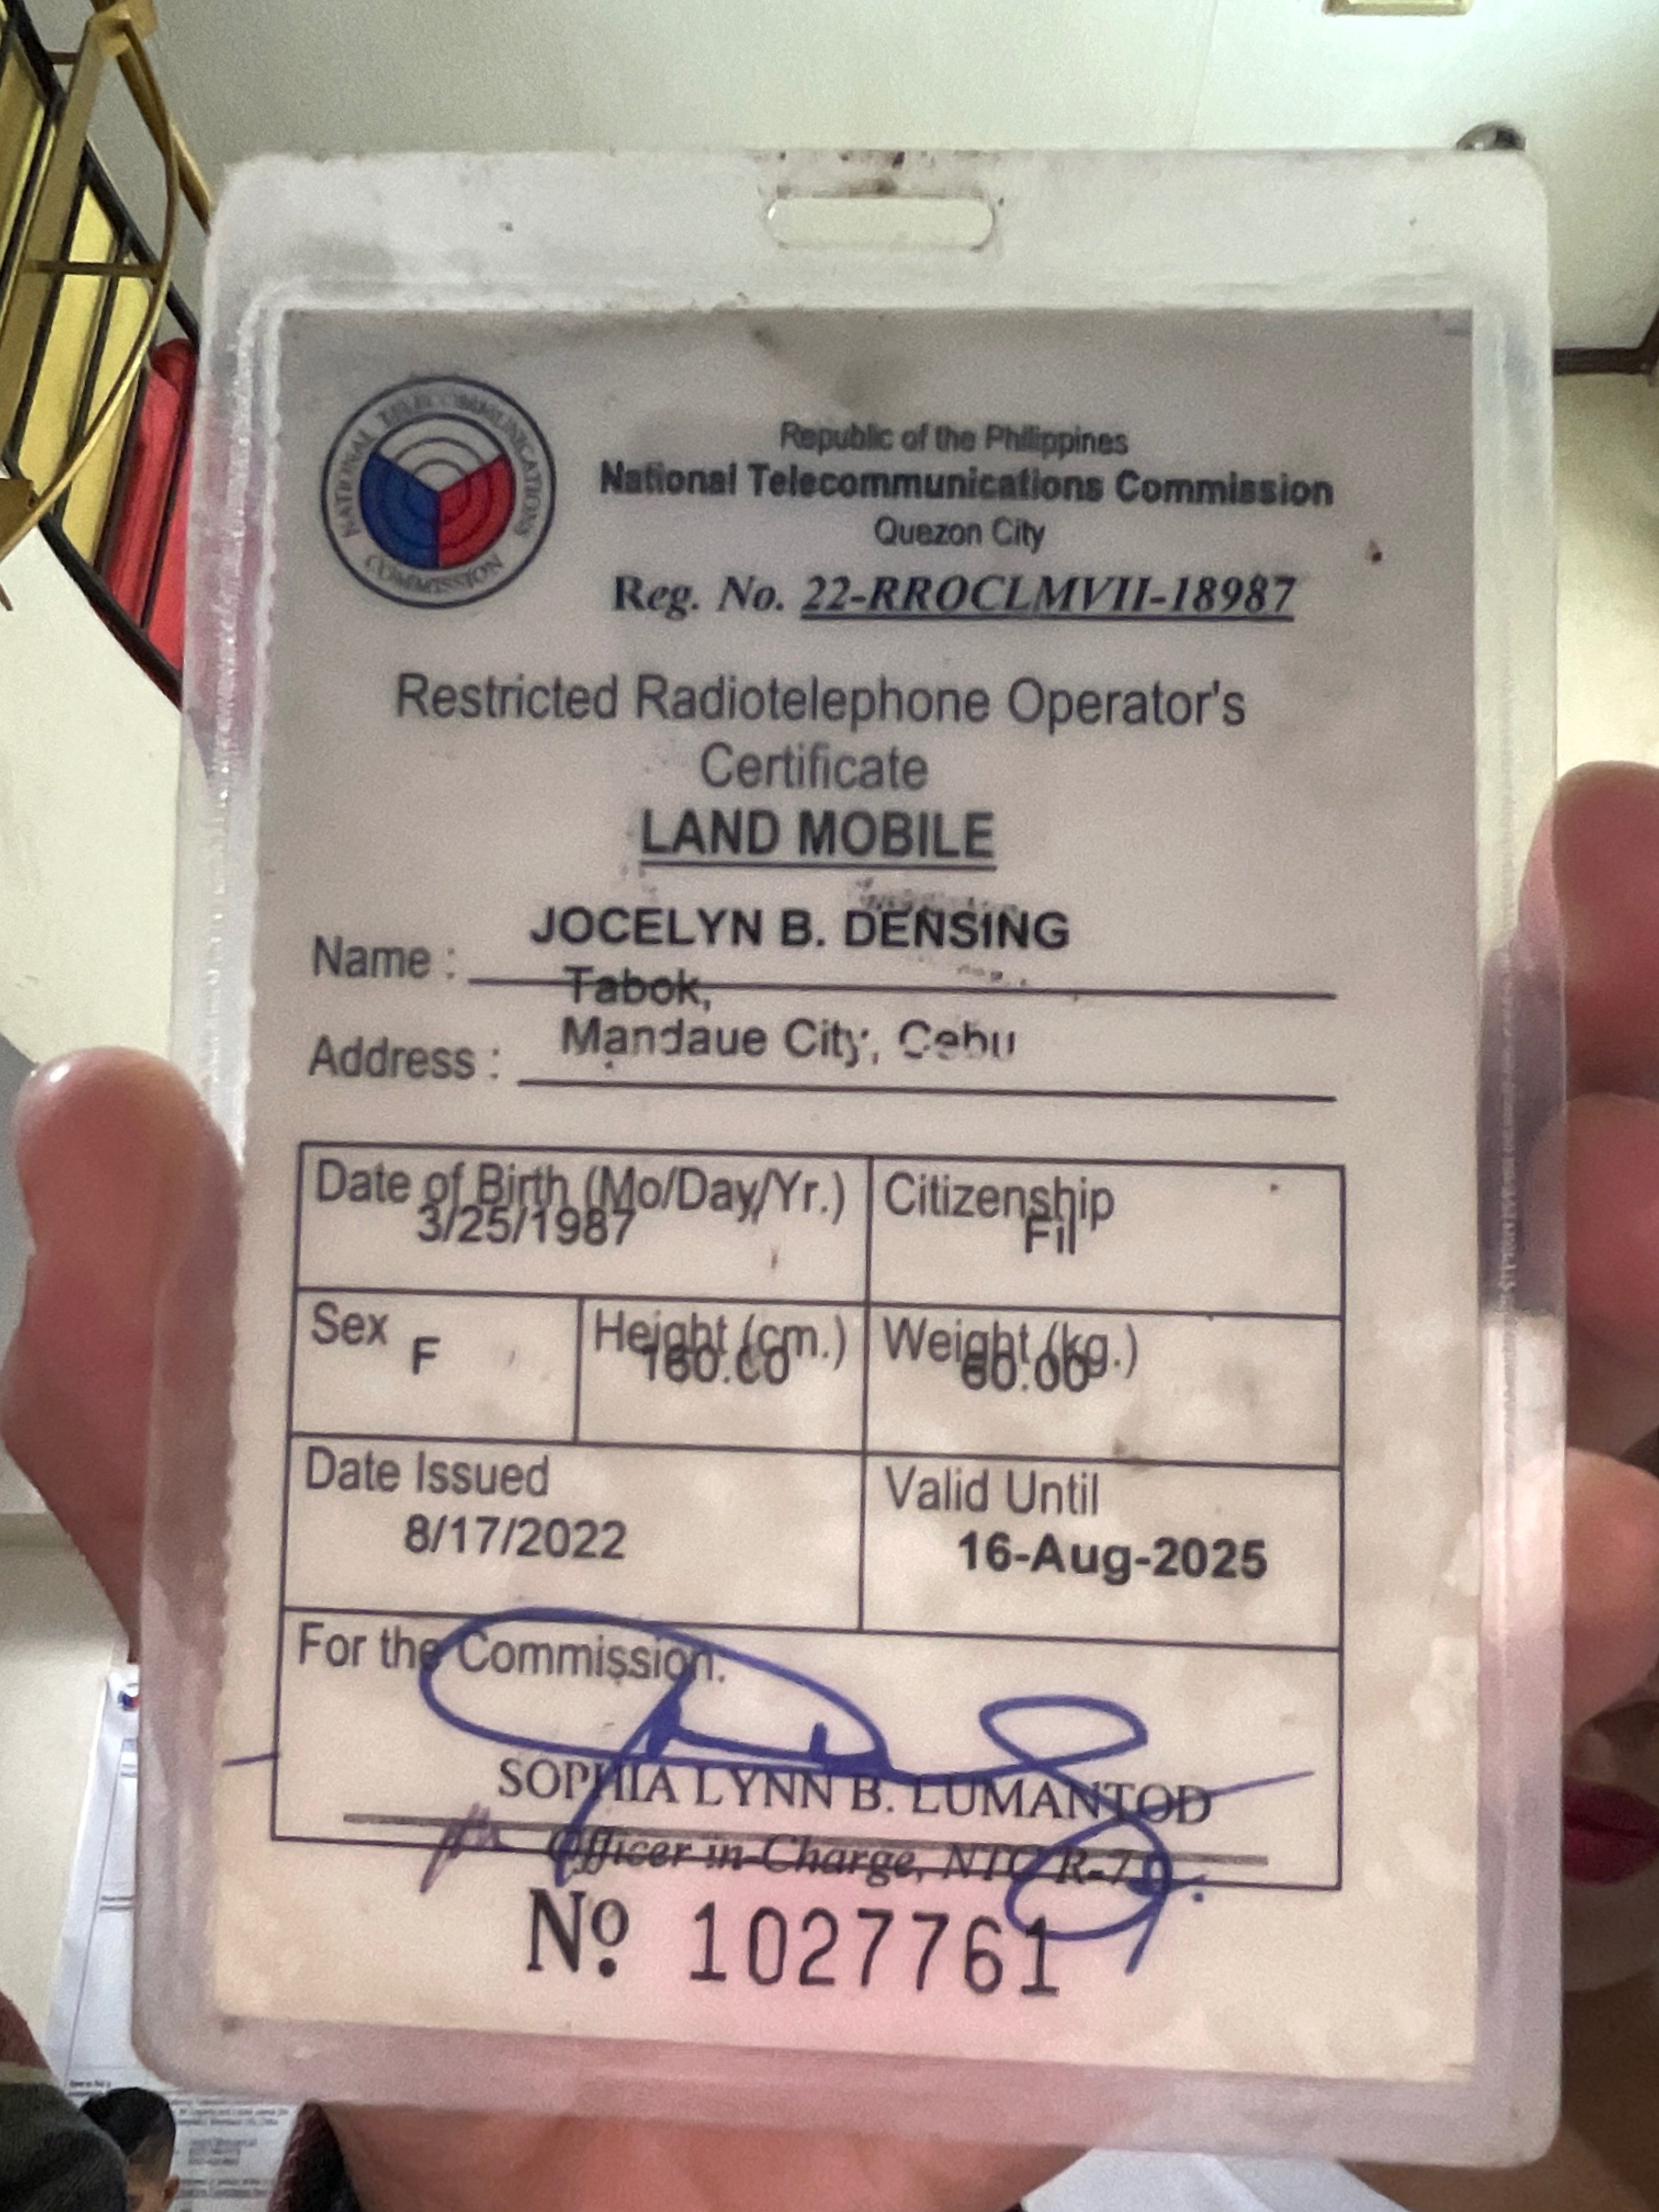 NATIONAL TELECOMMUNICATIONS COMMISSION
Republic of the Philippines
National Telecommunications Commission
Quezon City
Reg. No. 22-RROCLMVII-18987
Restricted Radiotelephone Operator's
Certificate
LAND MOBILE
Name : JOCELYN B. DENSING
Tabok,
Address : Mandaue City, Cebu
Date of Birth (Mo/Day/Yr.) Citizenship
3/25/1987 Fil
Sex Height (cm.) Weight (kg.)
F 160.00 60.00
Date Issued Valid Until
8/17/2022 16-Aug-2025
For the Commission.
SOPHIA LYNN B. LUMANTOD
Officer in-Charge, NTC R-7
No. 1027761